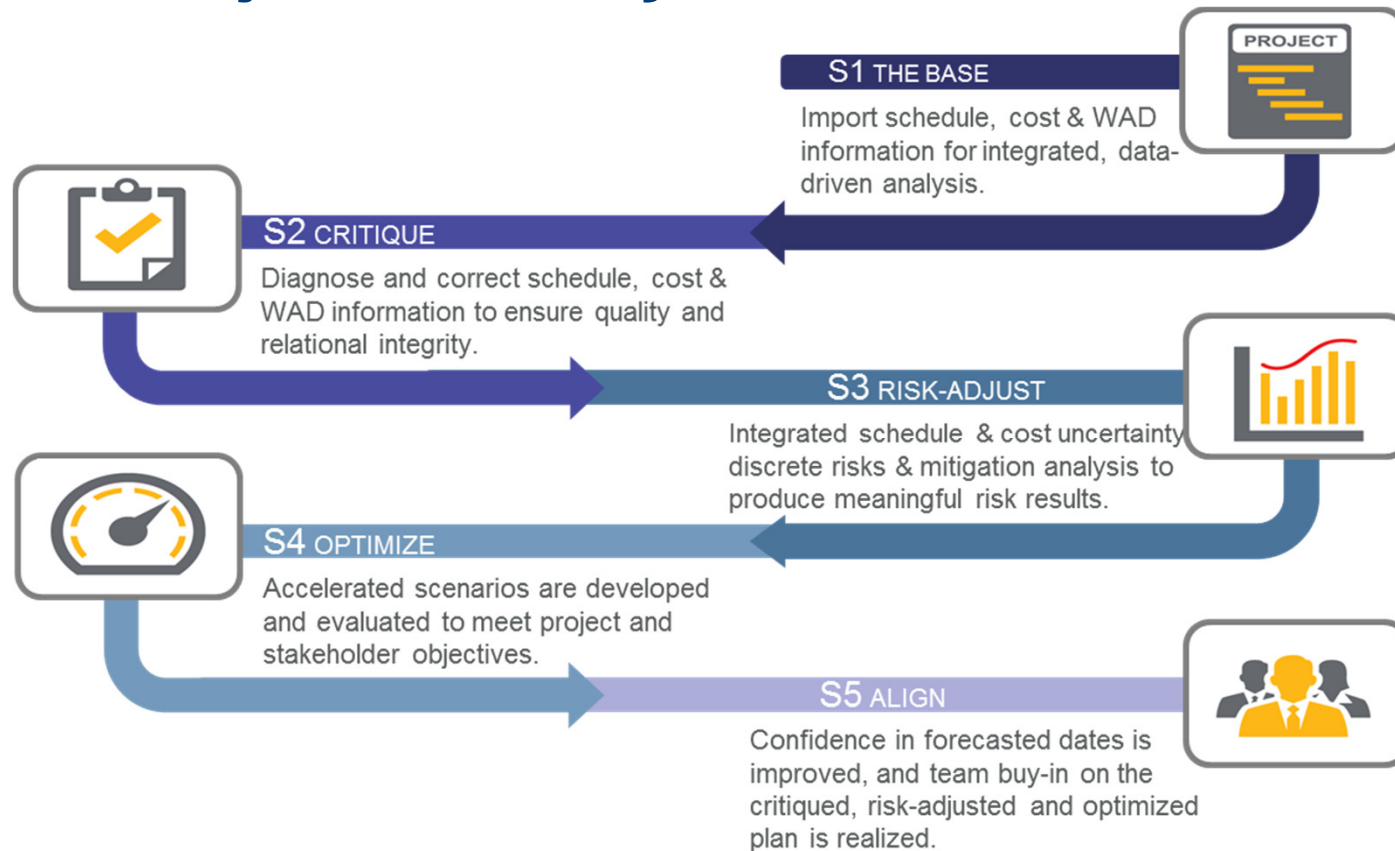 PROJECT
S1 THE BASE
Import schedule, cost & WAD
information for integrated, data-
driven analysis.
S2 CRITIQUE
Diagnose and correct schedule, cost &
WAD information to ensure quality and
relational integrity.
S3 RISK-ADJUST
Integrated schedule & cost uncertainty
discrete risks & mitigation analysis to
produce meaningful risk results.
S4 OPTIMIZE
Accelerated scenarios are developed
and evaluated to meet project and
stakeholder objectives.
S5 ALIGN
Confidence in forecasted dates is
improved, and team buy-in on the
critiqued, risk-adjusted and optimized
plan is realized.